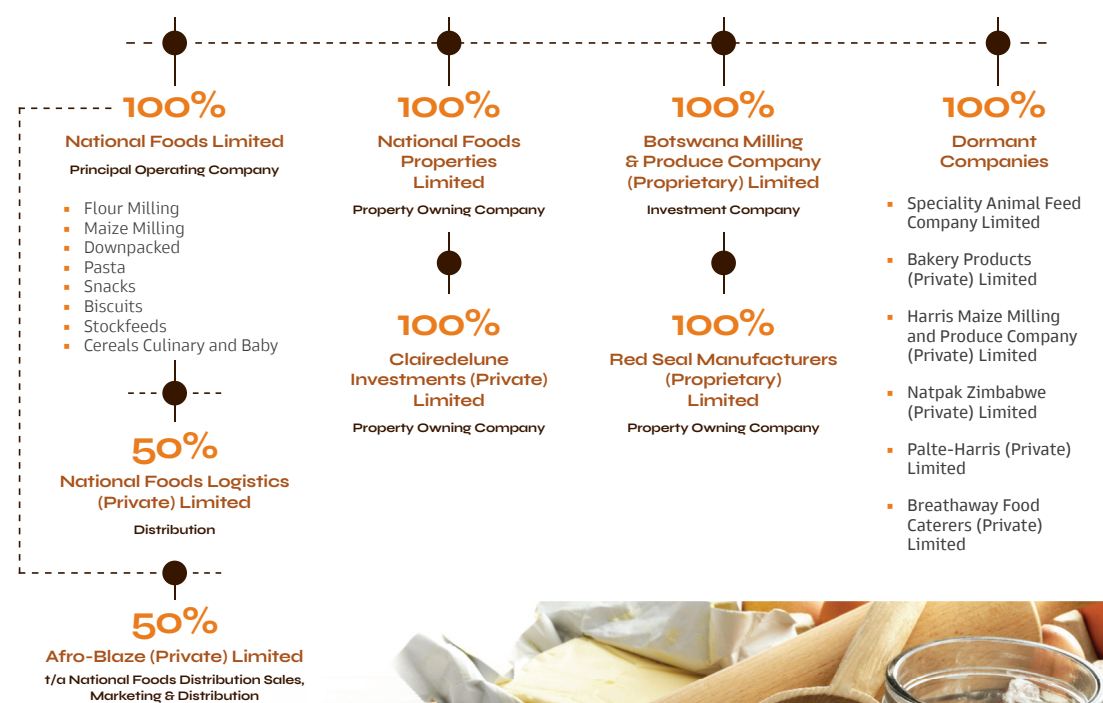 100%
National Foods Limited
Principal Operating Company
Flour Milling
Maize Milling
Downpacked
Pasta
Snacks
Biscuits
Stockfeeds
Cereals Culinary and Baby
50%
National Foods Logistics
(Private) Limited
Distribution
50%
Afro-Blaze (Private) Limited
t/a National Foods Distribution Sales,
Marketing & Distribution
100%
National Foods
Properties
Limited
Property Owning Company
100%
Clairedelune
Investments (Private)
Limited
Property Owning Company
100%
Botswana Milling
& Produce Company
(Proprietary) Limited
Investment Company
100%
Red Seal Manufacturers
(Proprietary)
Limited
Property Owning Company
100%
Dormant
Companies
Speciality Animal Feed
Company Limited
Bakery Products
(Private) Limited
Harris Maize Milling
and Produce Company
(Private) Limited
Natpak Zimbabwe
(Private) Limited
Palte-Harris (Private)
Limited
Breathaway Food
Caterers (Private)
Limited